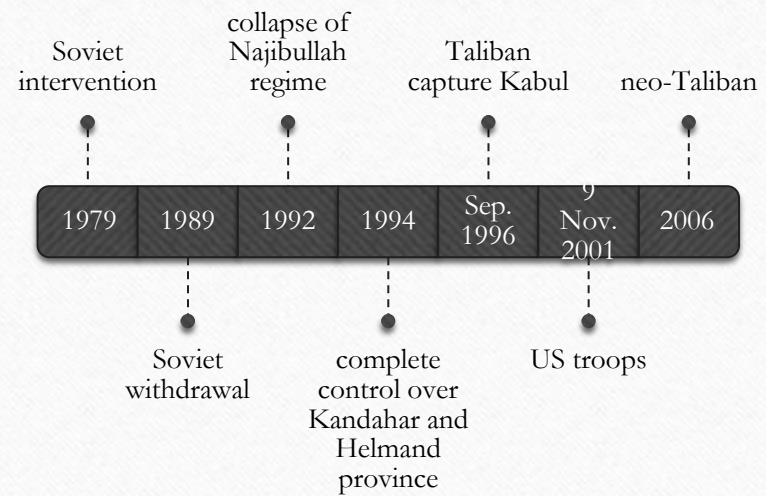 Soviet
intervention
collapse of
Najibullah
regime
Taliban
capture Kabul
neo-Taliban
1979
1989
1992
1994
Sep.
1996
9
Nov.
2001
2006
Soviet
withdrawal
complete
control over
Kandahar and
Helmand
province
US troops